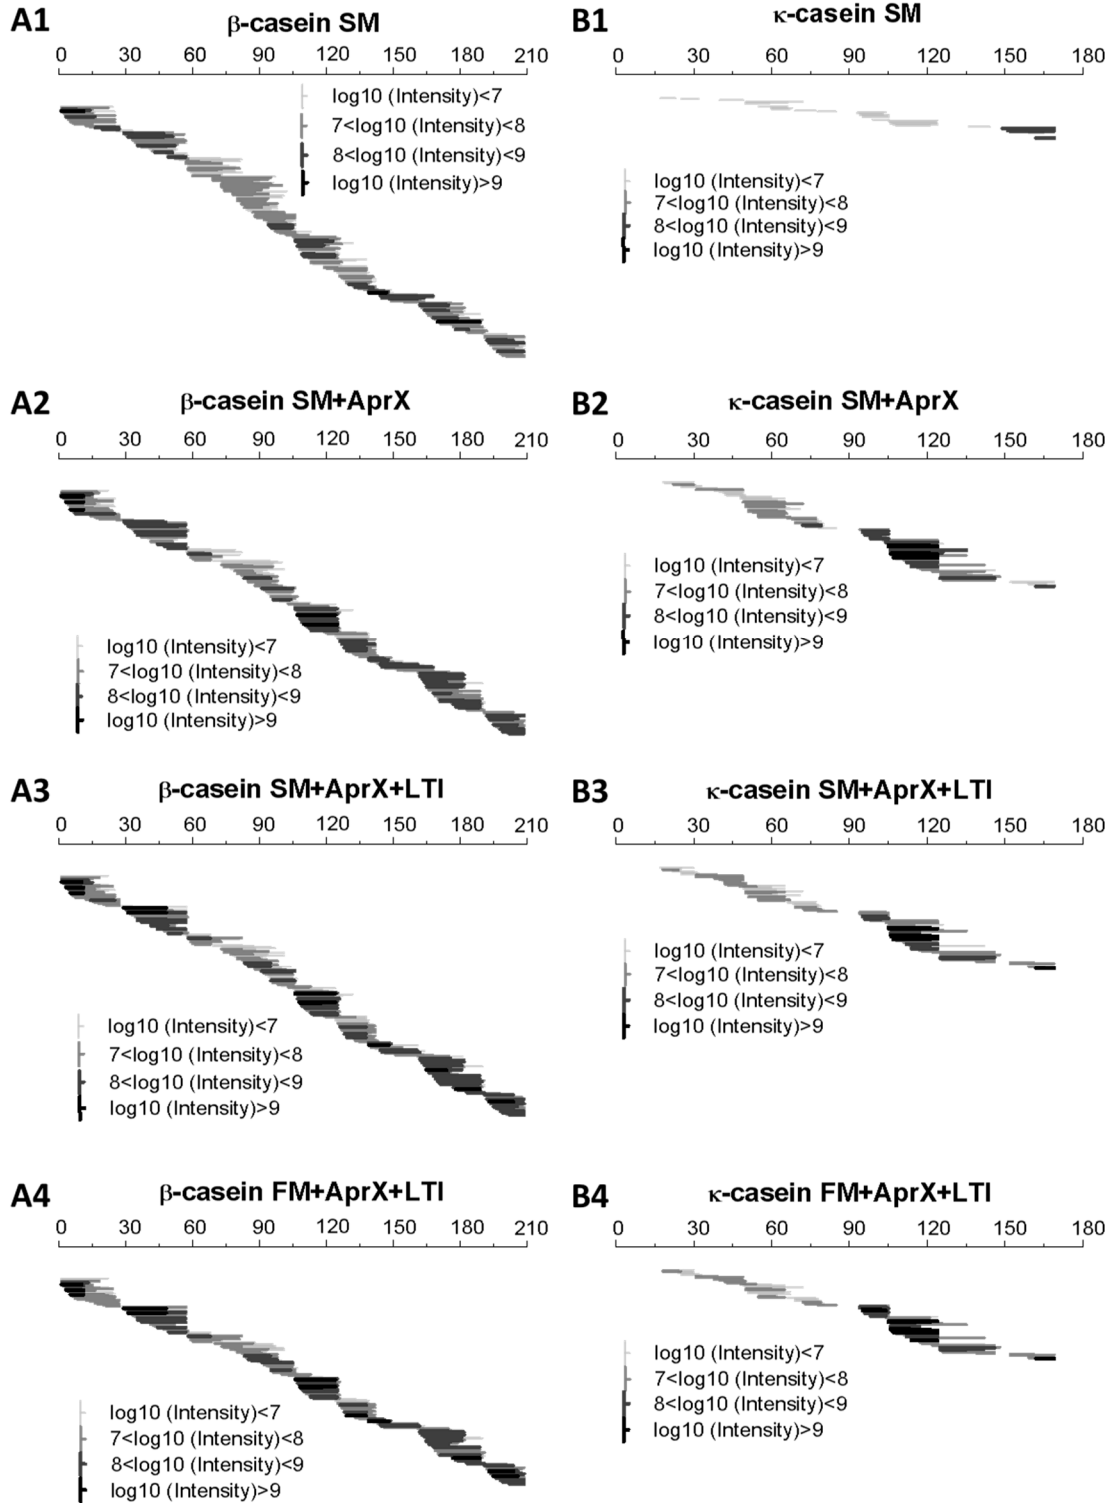 A1
β-casein SM
0 30 60 90 120 150 180 210
log10 (Intensity)<7
7<log10 (Intensity)<8
8<log10 (Intensity)<9
log10 (Intensity)>9
B1
κ-casein SM
0 30 60 90 120 150 180
log10 (Intensity)<7
7<log10 (Intensity)<8
8<log10 (Intensity)<9
log10 (Intensity)>9
A2
β-casein SM+AprX
0 30 60 90 120 150 180 210
log10 (Intensity)<7
7<log10 (Intensity)<8
8<log10 (Intensity)<9
log10 (Intensity)>9
B2
κ-casein SM+AprX
0 30 60 90 120 150 180
log10 (Intensity)<7
7<log10 (Intensity)<8
8<log10 (Intensity)<9
log10 (Intensity)>9
A3
β-casein SM+AprX+LTI
0 30 60 90 120 150 180 210
log10 (Intensity)<7
7<log10 (Intensity)<8
8<log10 (Intensity)<9
log10 (Intensity)>9
B3
κ-casein SM+AprX+LTI
0 30 60 90 120 150 180
log10 (Intensity)<7
7<log10 (Intensity)<8
8<log10 (Intensity)<9
log10 (Intensity)>9
A4
β-casein FM+AprX+LTI
0 30 60 90 120 150 180 210
log10 (Intensity)<7
7<log10 (Intensity)<8
8<log10 (Intensity)<9
log10 (Intensity)>9
B4
κ-casein FM+AprX+LTI
0 30 60 90 120 150 180
log10 (Intensity)<7
7<log10 (Intensity)<8
8<log10 (Intensity)<9
log10 (Intensity)>9